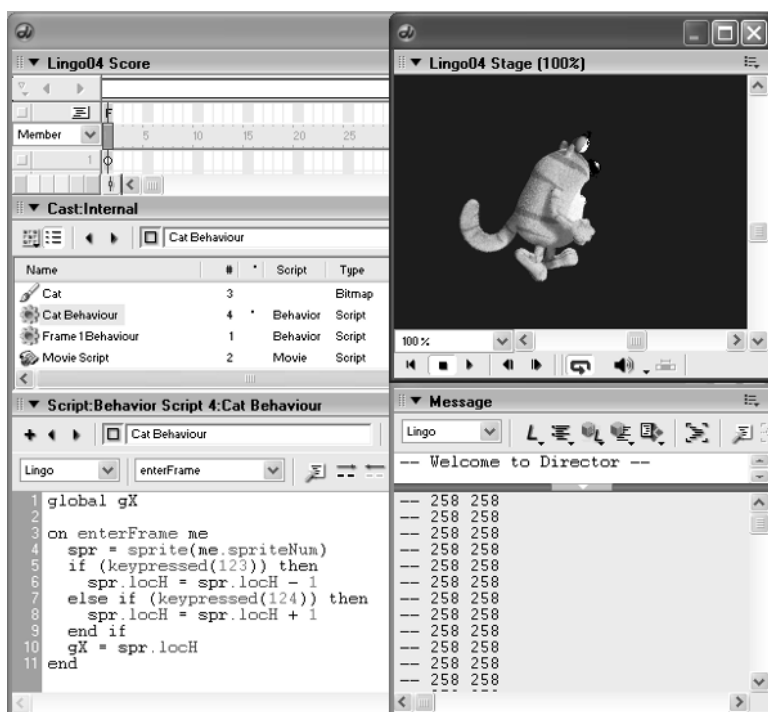 Lingo04 Score
Member
5 10 15 20 25
1
Cast:Internal
Cat Behaviour
Name # * Script Type
Cat 3 Bitmap
Cat Behaviour 4 * Behavior Script
Frame 1 Behaviour 1 Behavior Script
Movie Script 2 Movie Script
Script:Behavior Script 4:Cat Behaviour
Cat Behaviour
Lingo enterFrame
1 global gX
2
3 on enterFrame me
4 spr = sprite(me.spriteNum)
5 if (keypressed(123)) then
6 spr.locH = spr.locH - 1
7 else if (keypressed(124)) then
8 spr.locH = spr.locH + 1
9 end if
10 gX = spr.locH
11 end
Lingo04 Stage (100%)
100 %
Message
Lingo L
-- Welcome to Director --
-- 258 258
-- 258 258
-- 258 258
-- 258 258
-- 258 258
-- 258 258
-- 258 258
-- 258 258
-- 258 258
-- 258 258
-- 258 258